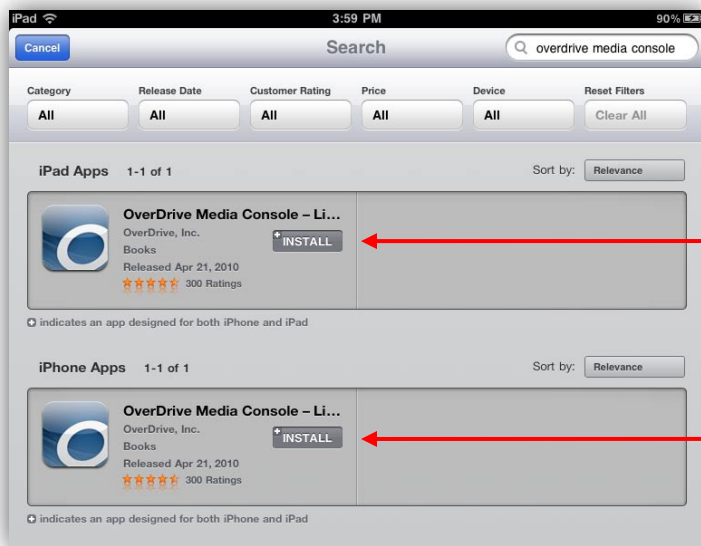 iPad 3:59 PM 90%
Cancel Search overdrive media console
Category Release Date Customer Rating Price Device Reset Filters
All All All All All Clear All
iPad Apps 1-1 of 1 Sort by: Relevance
OverDrive Media Console – Li...
OverDrive, Inc.
Books INSTALL
Released Apr 21, 2010
300 Ratings
indicates an app designed for both iPhone and iPad
iPhone Apps 1-1 of 1 Sort by: Relevance
OverDrive Media Console – Li...
OverDrive, Inc.
Books INSTALL
Released Apr 21, 2010
300 Ratings
indicates an app designed for both iPhone and iPad